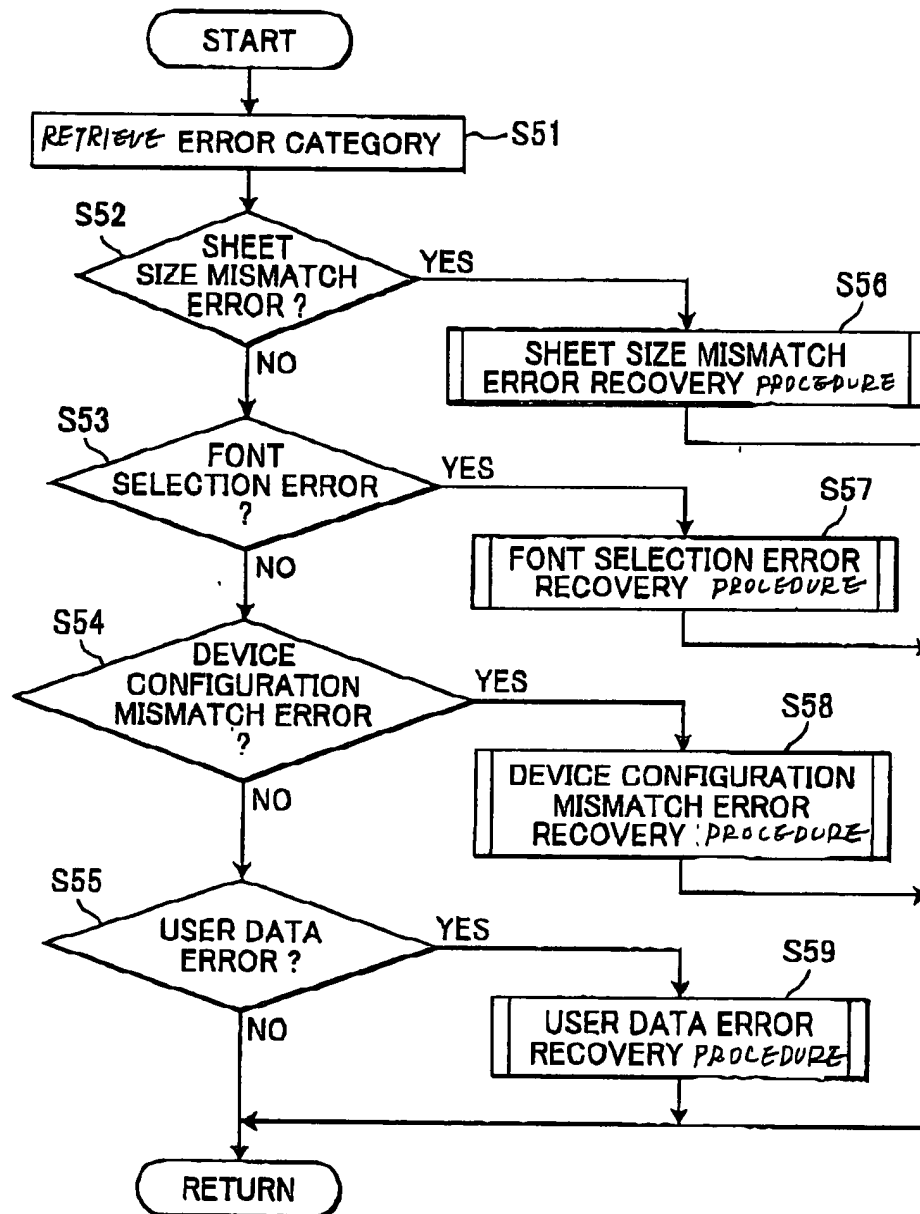 START
RETRIEVE ERROR CATEGORY
S51
S52
SHEET
SIZE MISMATCH
ERROR ?
YES
NO
S56
SHEET SIZE MISMATCH
ERROR RECOVERY PROCEDURE
S53
FONT
SELECTION ERROR
?
YES
NO
S57
FONT SELECTION ERROR
RECOVERY PROCEDURE
S54
DEVICE
CONFIGURATION
MISMATCH ERROR
?
YES
NO
S58
DEVICE CONFIGURATION
MISMATCH ERROR
RECOVERY PROCEDURE
S55
USER DATA
ERROR ?
YES
NO
S59
USER DATA ERROR
RECOVERY PROCEDURE
RETURN